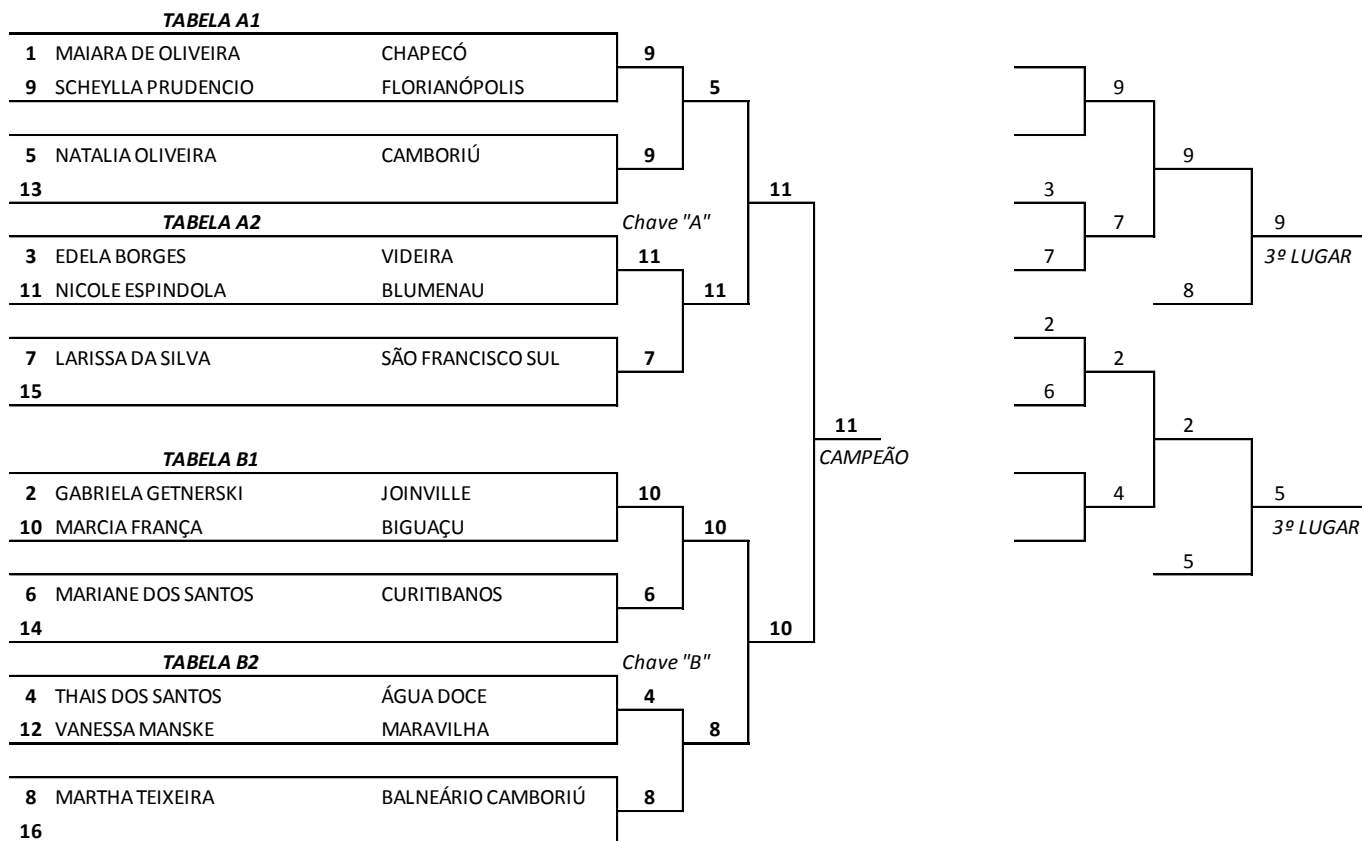 TABELA A1
1 MAIARA DE OLIVEIRA CHAPECÓ 9
9 SCHEYLLA PRUDENCIO FLORIANÓPOLIS 5 9
5 NATALIA OLIVEIRA CAMBORIÚ 9 9
13 11 3
TABELA A2 Chave "A" 7 9
3 EDELA BORGES VIDEIRA 11 7 3º LUGAR
11 NICOLE ESPINDOLA BLUMENAU 11 8
2
7 LARISSA DA SILVA SÃO FRANCISCO SUL 7 2
15 6
11 2
TABELA B1 CAMPEÃO
2 GABRIELA GETNERSKI JOINVILLE 10 4 5
10 MARCIA FRANÇA BIGUAÇU 10 3º LUGAR
5
6 MARIANE DOS SANTOS CURITIBANOS 6
14 10
TABELA B2 Chave "B"
4 THAIS DOS SANTOS ÁGUA DOCE 4
12 VANESSA MANSKE MARAVILHA 8
8 MARTHA TEIXEIRA BALNEÁRIO CAMBORIÚ 8
16